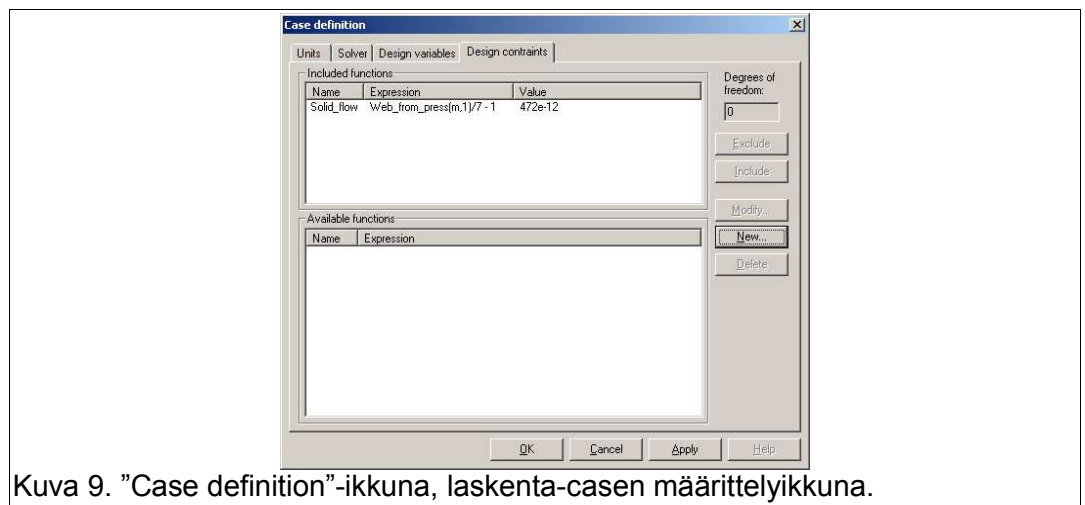 Case definition
Units Solver Design variables Design contraints
Included functions
Name Expression Value
Solid_flow Web_from_press(m,1)/7 - 1 472e-12
Degrees of
freedom:
0
Exclude
Include
Modify...
Available functions
Name Expression
New...
Delete
OK Cancel Apply Help
Kuva 9. ”Case definition”-ikkuna, laskenta-casen määrittelyikkuna.